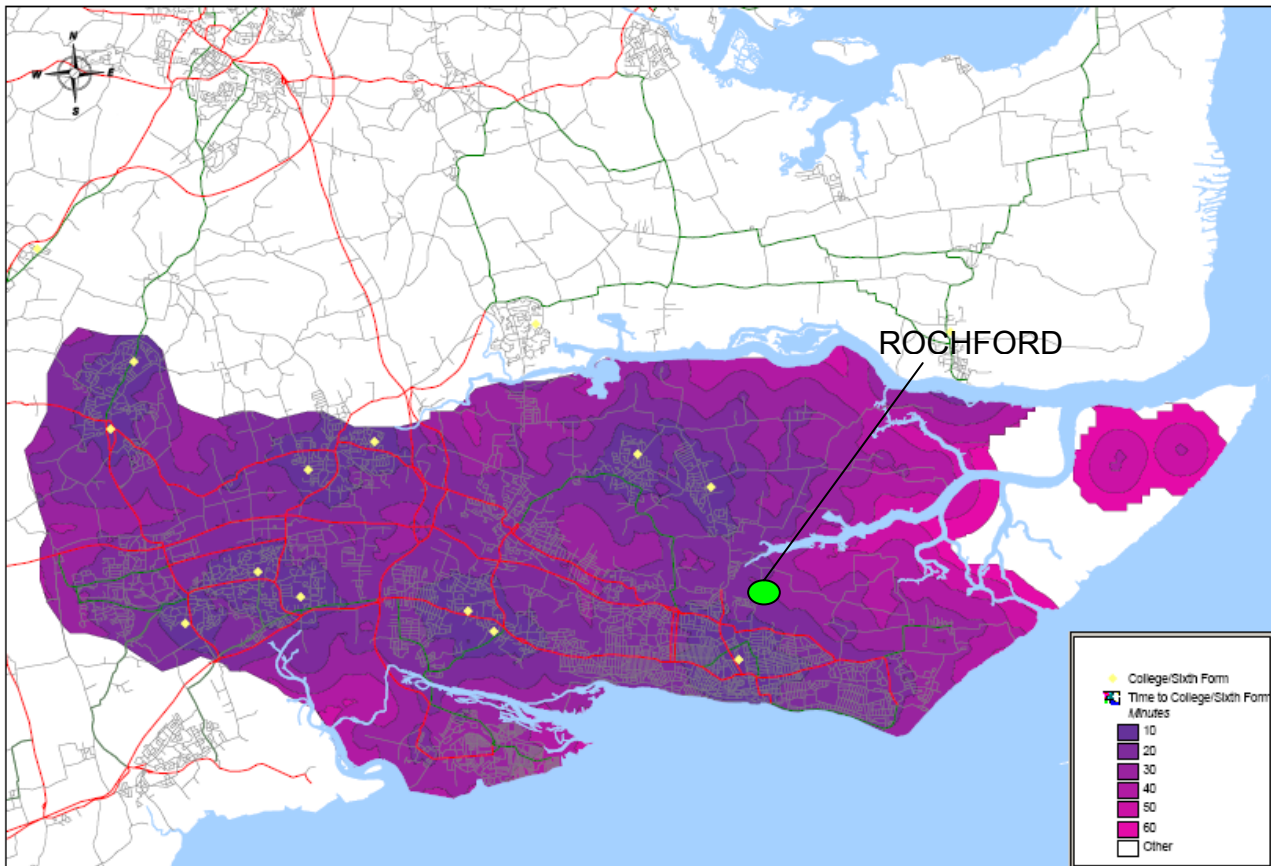 N
W E
S
ROCHFORD
College/Sixth Form
Time to College/Sixth Form
Minutes
10
20
30
40
50
60
Other